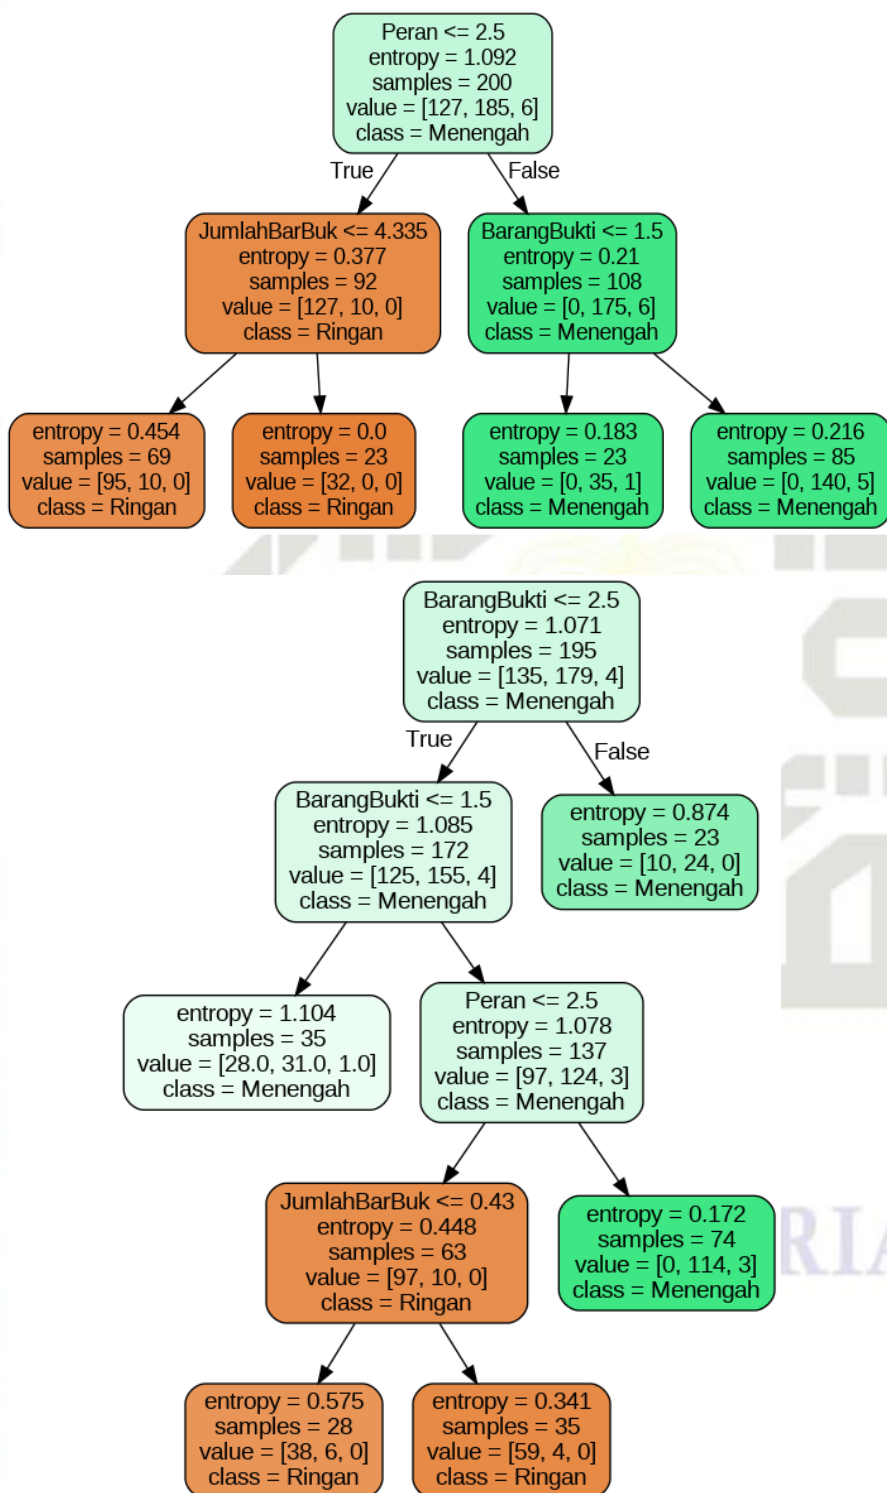 Peran <= 2.5
entropy = 1.092
samples = 200
value = [127, 185, 6]
class = Menengah
True
False
JumlahBarBuk <= 4.335
entropy = 0.377
samples = 92
value = [127, 10, 0]
class = Ringan
BarangBukti <= 1.5
entropy = 0.21
samples = 108
value = [0, 175, 6]
class = Menengah
entropy = 0.454
samples = 69
value = [95, 10, 0]
class = Ringan
entropy = 0.0
samples = 23
value = [32, 0, 0]
class = Ringan
entropy = 0.183
samples = 23
value = [0, 35, 1]
class = Menengah
entropy = 0.216
samples = 85
value = [0, 140, 5]
class = Menengah
BarangBukti <= 2.5
entropy = 1.071
samples = 195
value = [135, 179, 4]
class = Menengah
True
False
BarangBukti <= 1.5
entropy = 1.085
samples = 172
value = [125, 155, 4]
class = Menengah
entropy = 0.874
samples = 23
value = [10, 24, 0]
class = Menengah
entropy = 1.104
samples = 35
value = [28.0, 31.0, 1.0]
class = Menengah
Peran <= 2.5
entropy = 1.078
samples = 137
value = [97, 124, 3]
class = Menengah
JumlahBarBuk <= 0.43
entropy = 0.448
samples = 63
value = [97, 10, 0]
class = Ringan
entropy = 0.172
samples = 74
value = [0, 114, 3]
class = Menengah
RIA
entropy = 0.575
samples = 28
value = [38, 6, 0]
class = Ringan
entropy = 0.341
samples = 35
value = [59, 4, 0]
class = Ringan